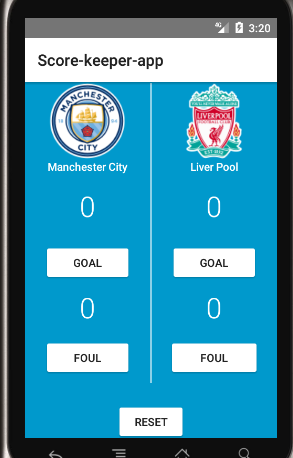 4G 3:20
Score-keeper-app
MANCHESTER
18 94
CITY
YOU'LL NEVER WALK ALONE
LIVERPOOL
FOOTBALL CLUB
EST·1892
Manchester City
Liver Pool
0
0
GOAL
GOAL
0
0
FOUL
FOUL
RESET